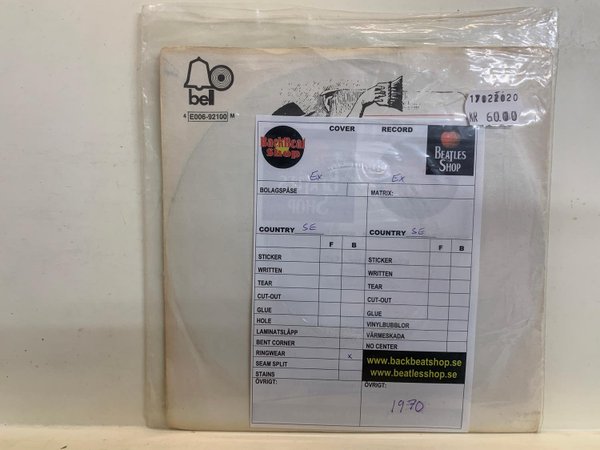 bell
4 E006-92100 M
17022020
KR 60.00
COVER RECORD
BackBeat
SHOP
BEATLES
SHOP
EX EX
BOLAGSPÅSE MATRIX:
COUNTRY SE COUNTRY SE
F B F B
STICKER STICKER
WRITTEN WRITTEN
TEAR TEAR
CUT-OUT CUT-OUT
GLUE GLUE
HOLE VINYLBUBBLOR
LAMINATSLÄPP VÄRMESKADA
BENT CORNER NO CENTER
RINGWEAR x www.backbeatshop.se
SEAM SPLIT www.beatlesshop.se
STAINS
ÖVRIGT: ÖVRIGT:
1970